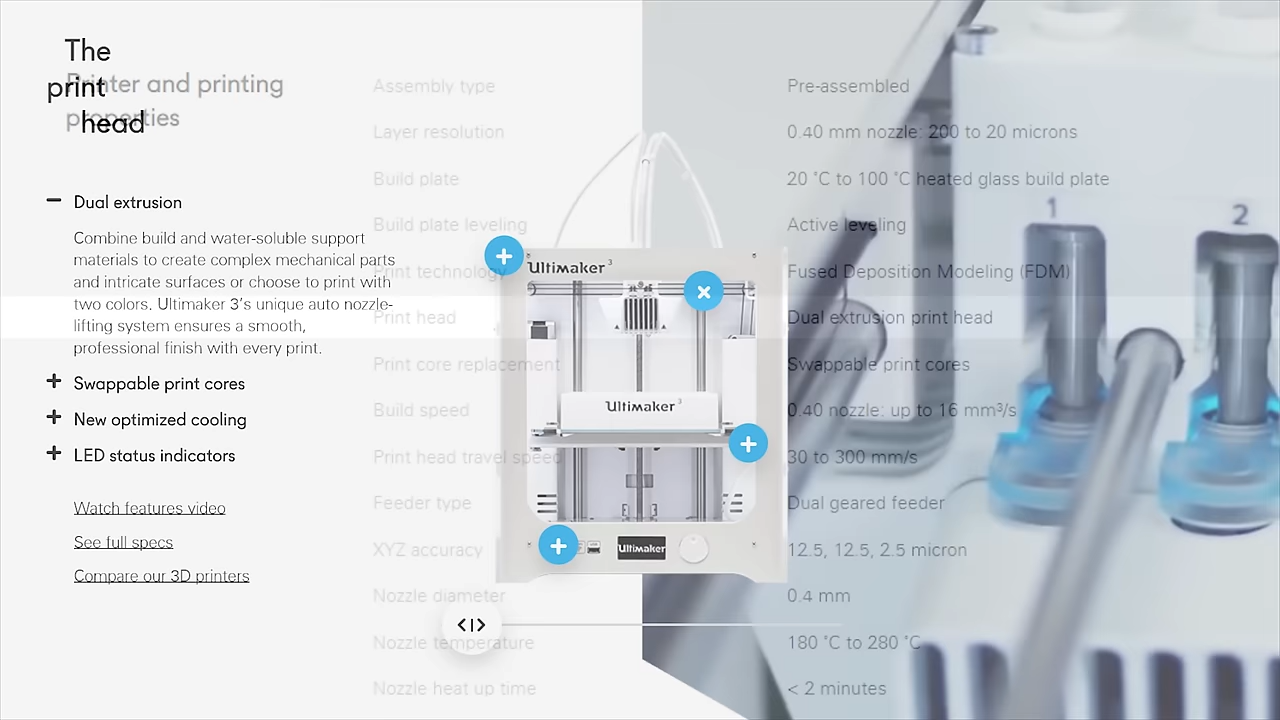 The
print
head
Printer and printing
properties
Dual extrusion
Combine build and water-soluble support
materials to create complex mechanical parts
and intricate surfaces or choose to print with
two colors. Ultimaker 3's unique auto nozzle-
lifting system ensures a smooth,
professional finish with every print.
Swappable print cores
New optimized cooling
LED status indicators
Watch features video
See full specs
Compare our 3D printers
Assembly type Pre-assembled
Layer resolution 0.40 mm nozzle: 200 to 20 microns
Build plate 20 °C to 100 °C heated glass build plate
Build plate leveling Active leveling
Print technology Fused Deposition Modeling (FDM)
Print head Dual extrusion print head
Print core replacement Swappable print cores
Build speed 0.40 nozzle: up to 16 mm³/s
Print head travel speed 30 to 300 mm/s
Feeder type Dual geared feeder
XYZ accuracy 12.5, 12.5, 2.5 micron
Nozzle diameter 0.4 mm
Nozzle temperature 180 °C to 280 °C
Nozzle heat up time < 2 minutes
Ultimaker 3
Ultimaker 3
Ultimaker
1
2